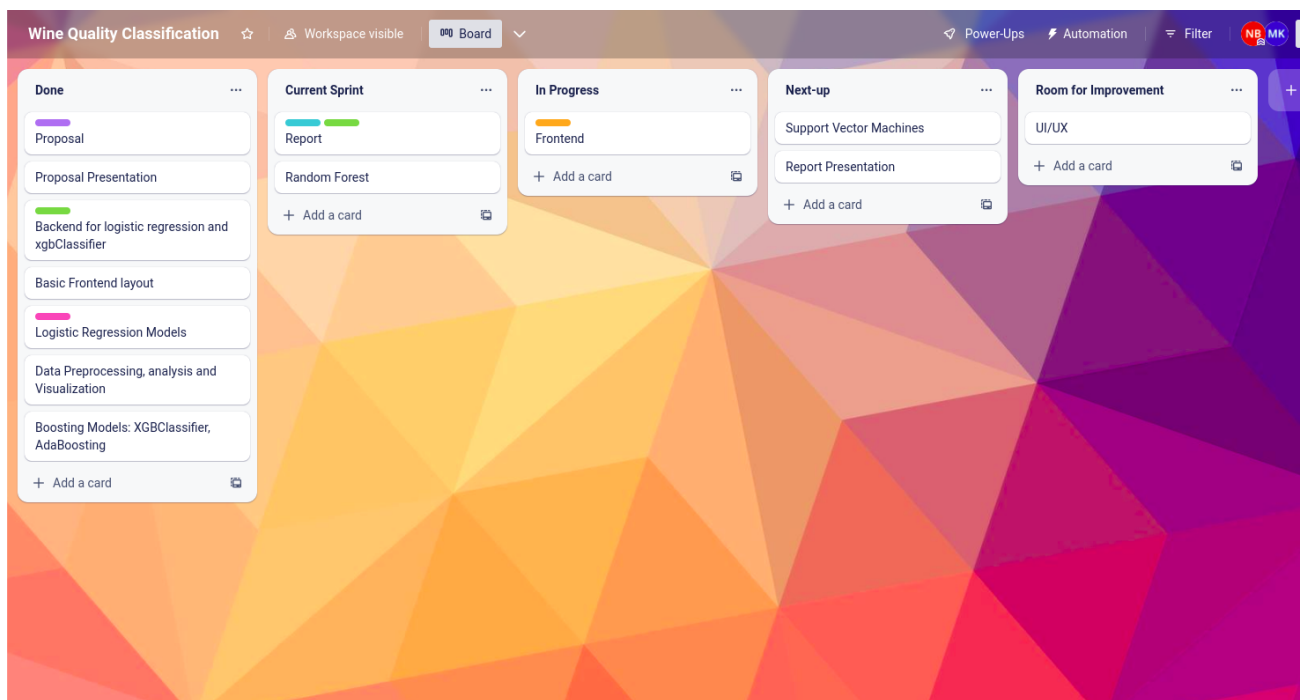 Wine Quality Classification
Workspace visible
Board
Power-Ups
Automation
Filter
NB
MK
Done
Proposal
Proposal Presentation
Backend for logistic regression and
xgbClassifier
Basic Frontend layout
Logistic Regression Models
Data Preprocessing, analysis and
Visualization
Boosting Models: XGBClassifier,
AdaBoosting
+ Add a card
Current Sprint
Report
Random Forest
+ Add a card
In Progress
Frontend
+ Add a card
Next-up
Support Vector Machines
Report Presentation
+ Add a card
Room for Improvement
UI/UX
+ Add a card